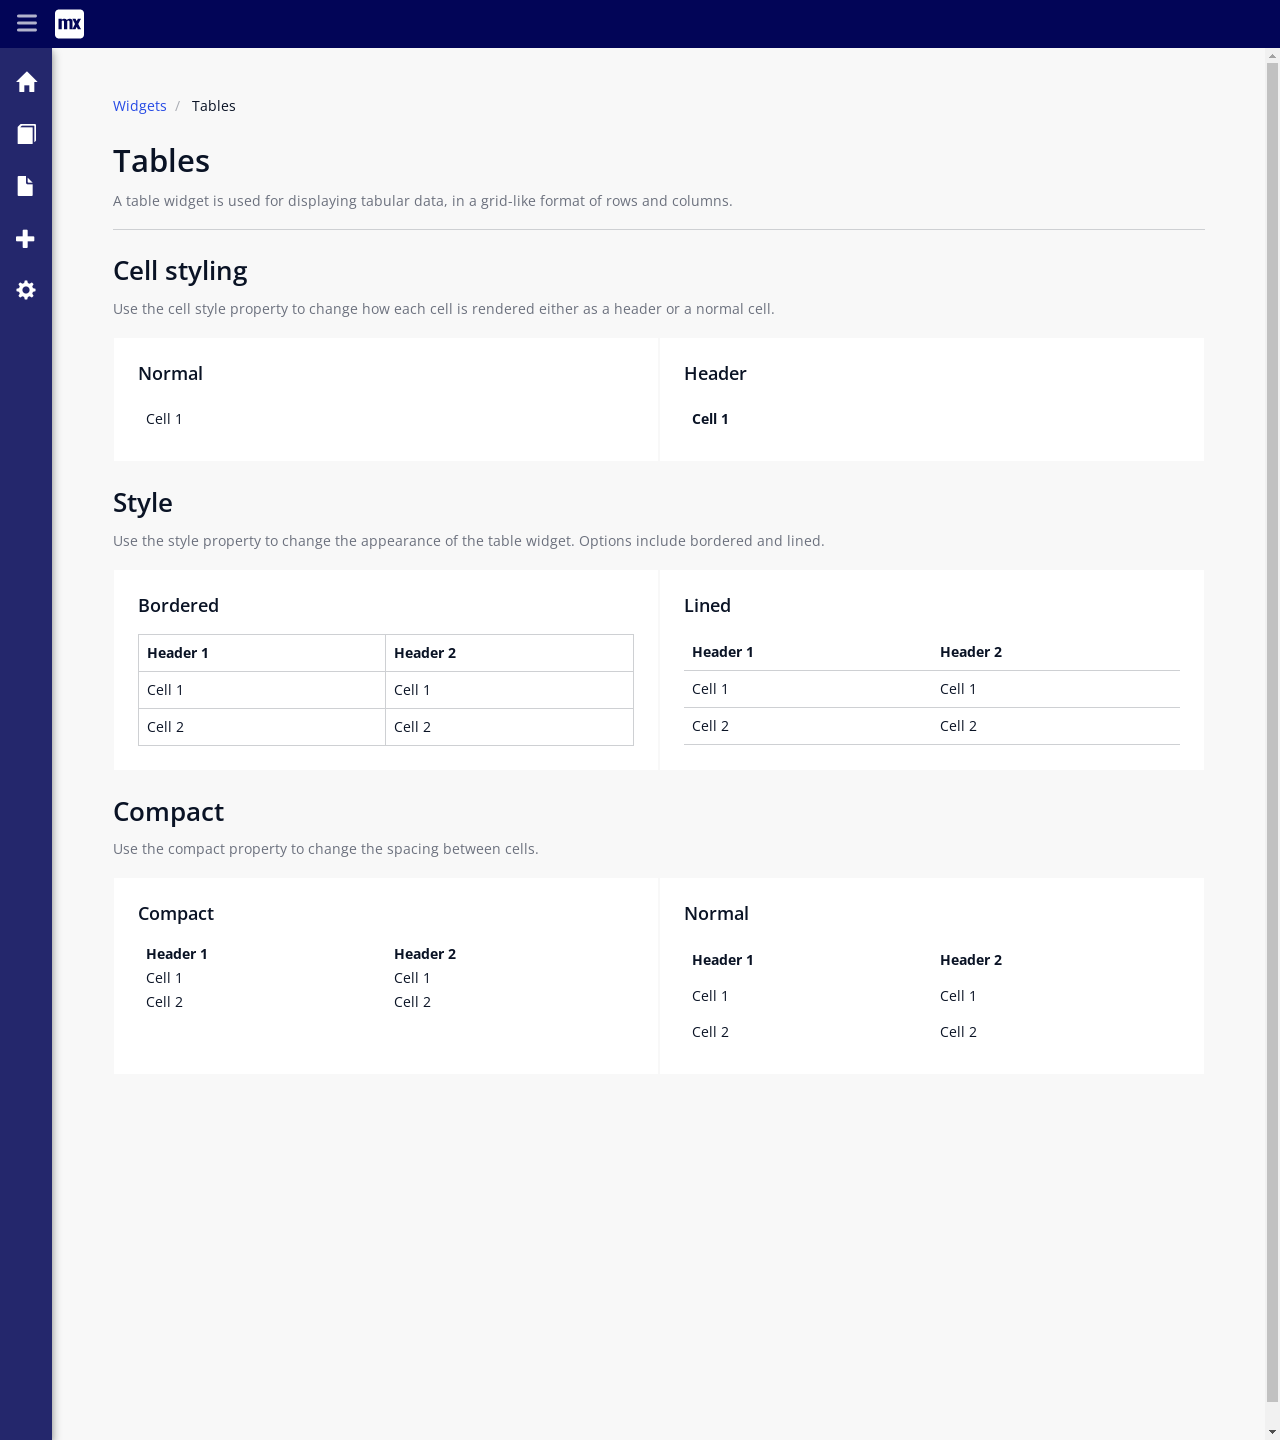 mx
Widgets / Tables
Tables
A table widget is used for displaying tabular data, in a grid-like format of rows and columns.
Cell styling
Use the cell style property to change how each cell is rendered either as a header or a normal cell.
Normal
Cell 1
Header
Cell 1
Style
Use the style property to change the appearance of the table widget. Options include bordered and lined.
Bordered
Header 1 Header 2
Cell 1 Cell 1
Cell 2 Cell 2
Lined
Header 1 Header 2
Cell 1 Cell 1
Cell 2 Cell 2
Compact
Use the compact property to change the spacing between cells.
Compact
Header 1 Header 2
Cell 1 Cell 1
Cell 2 Cell 2
Normal
Header 1 Header 2
Cell 1 Cell 1
Cell 2 Cell 2